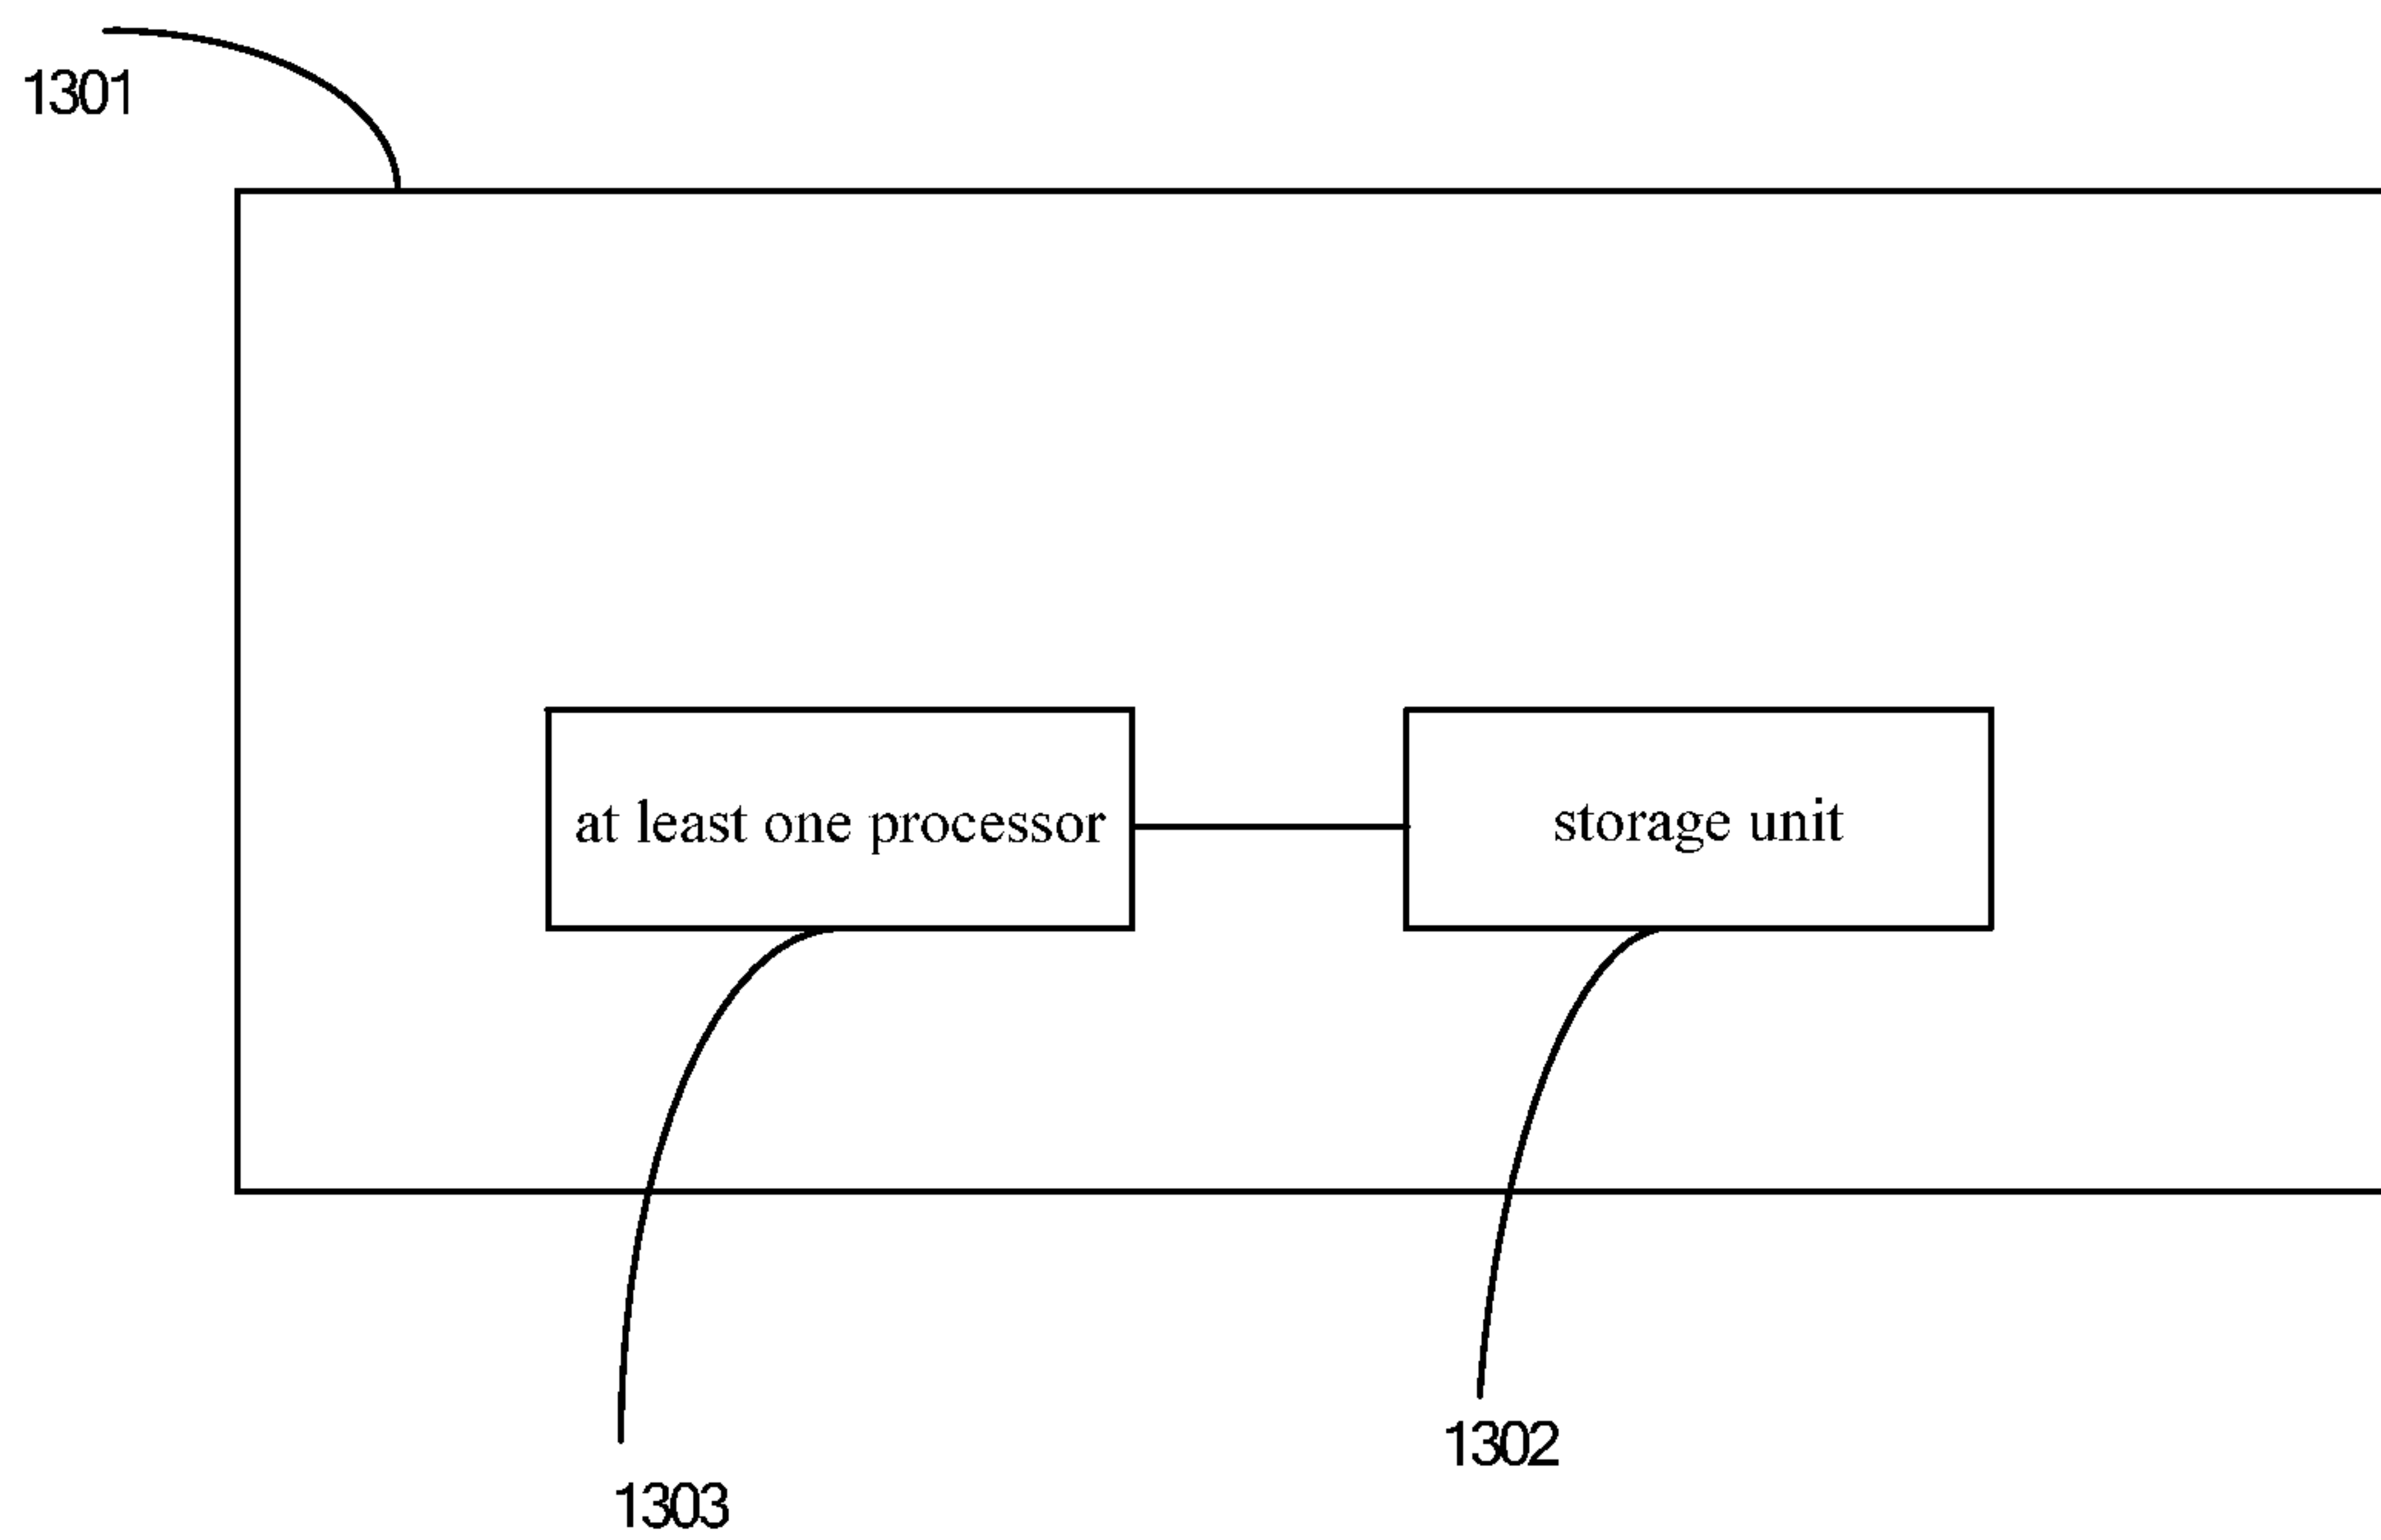 1301
at least one processor
storage unit
1302
1303